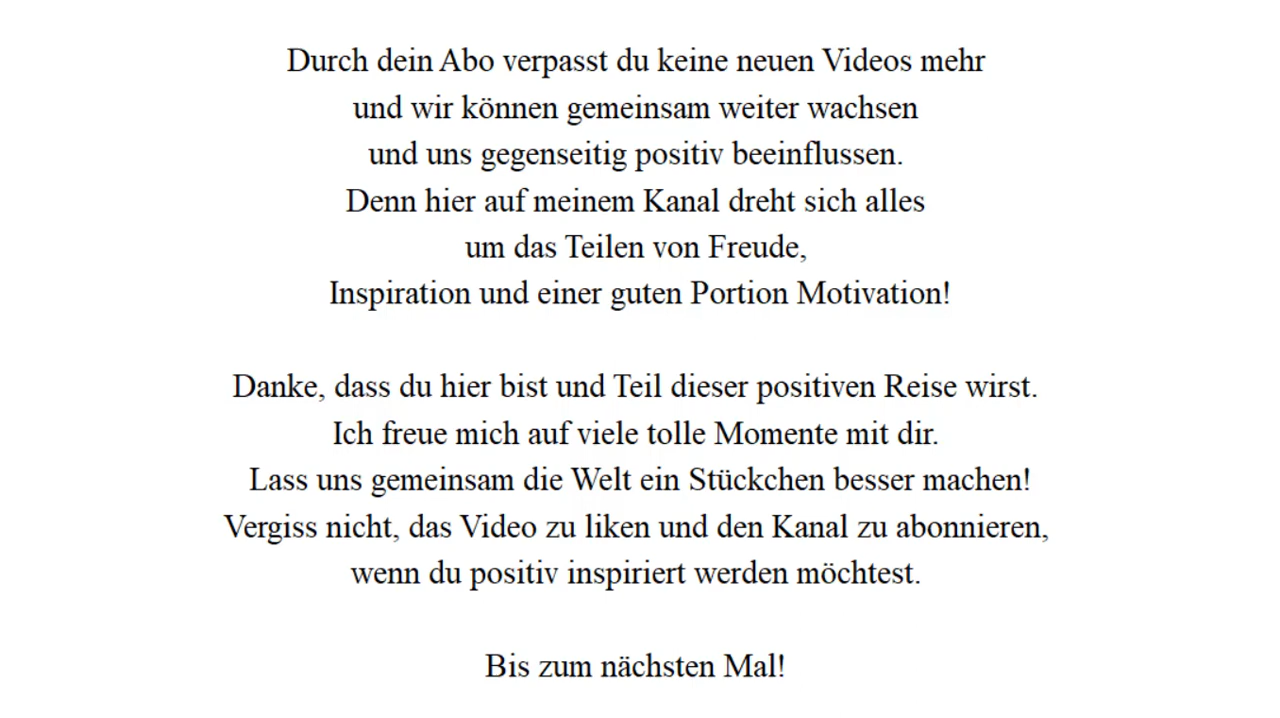 Durch dein Abo verpasst du keine neuen Videos mehr
und wir können gemeinsam weiter wachsen
und uns gegenseitig positiv beeinflussen.
Denn hier auf meinem Kanal dreht sich alles
um das Teilen von Freude,
Inspiration und einer guten Portion Motivation!
Danke, dass du hier bist und Teil dieser positiven Reise wirst.
Ich freue mich auf viele tolle Momente mit dir.
Lass uns gemeinsam die Welt ein Stückchen besser machen!
Vergiss nicht, das Video zu liken und den Kanal zu abonnieren,
wenn du positiv inspiriert werden möchtest.
Bis zum nächsten Mal!